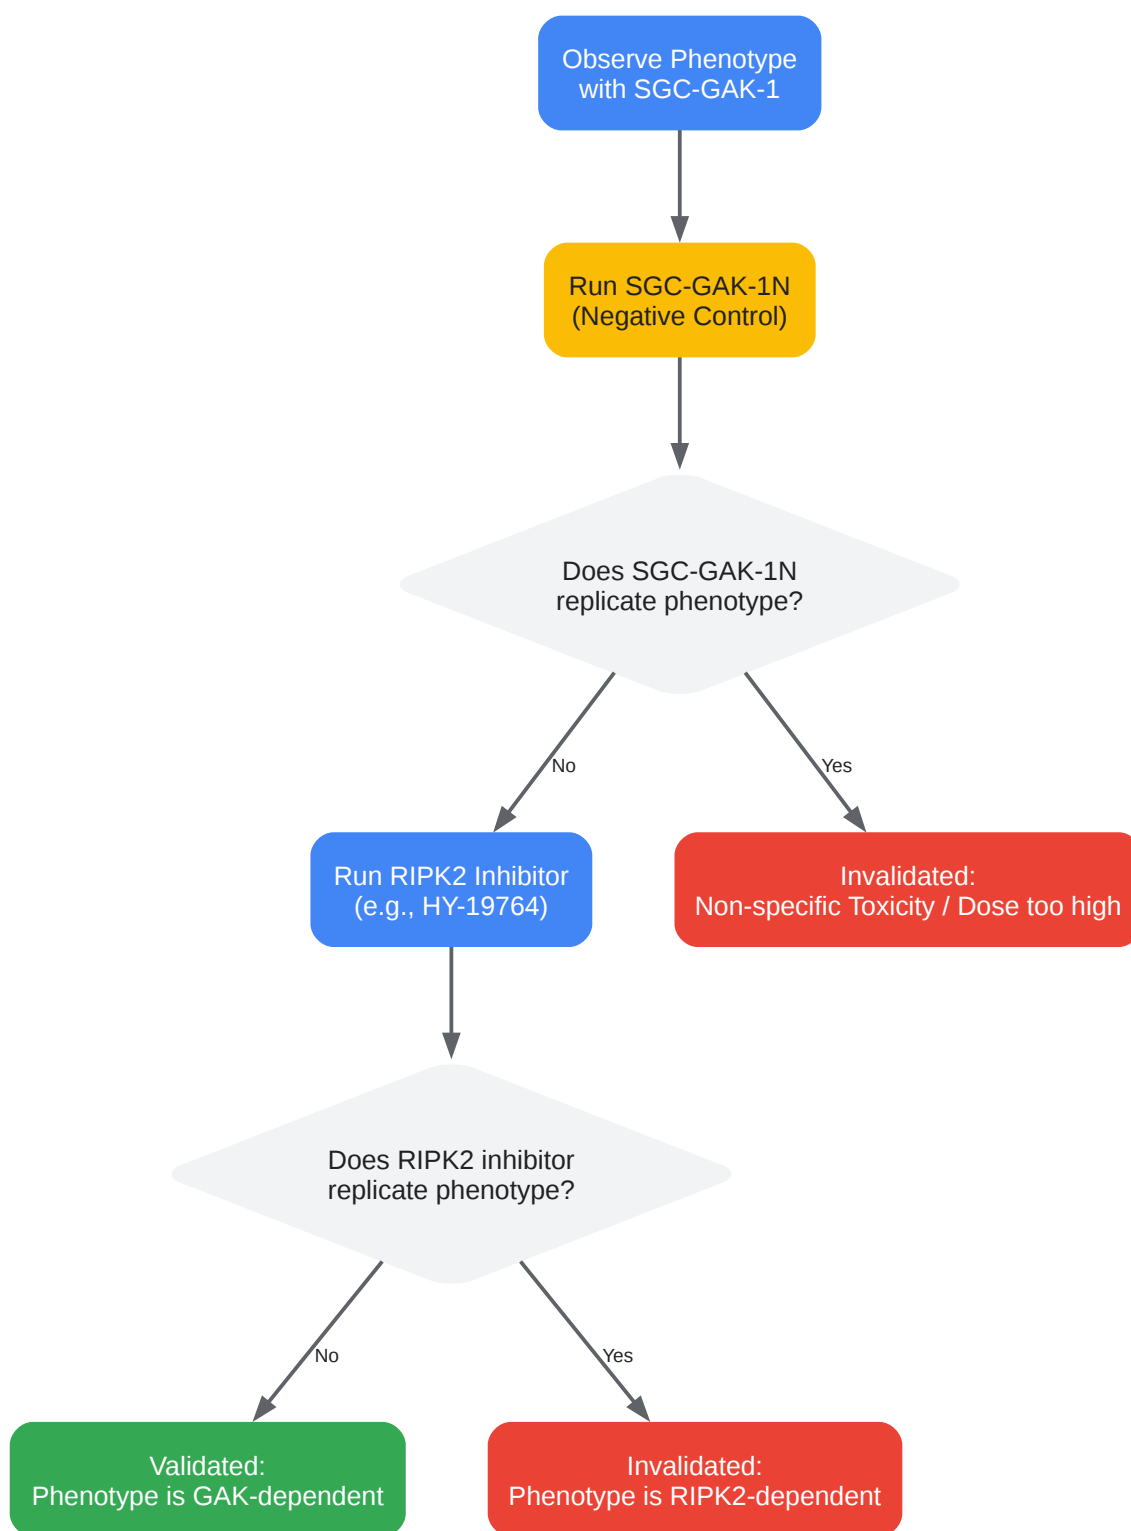 Observe Phenotype
with SGC-GAK-1
Run SGC-GAK-1N
(Negative Control)
Does SGC-GAK-1N
replicate phenotype?
No
Yes
Run RIPK2 Inhibitor
(e.g., HY-19764)
Invalidated:
Non-specific Toxicity / Dose too high
Does RIPK2 inhibitor
replicate phenotype?
No
Yes
Validated:
Phenotype is GAK-dependent
Invalidated:
Phenotype is RIPK2-dependent